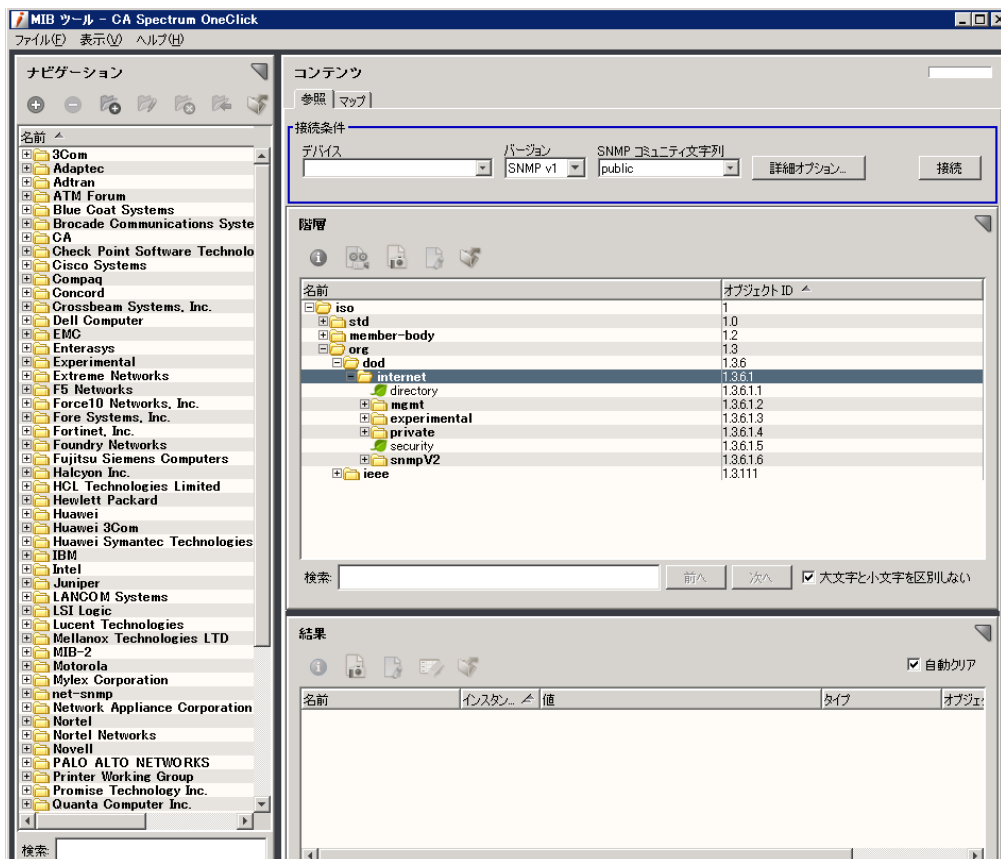 MIB ツール - CA Spectrum OneClick
ファイル(F) 表示(V) ヘルプ(H)
ナビゲーション
名前
3Com
Adaptec
Adtran
ATM Forum
Blue Coat Systems
Brocade Communications Syste
CA
Check Point Software Technolo
Cisco Systems
Compaq
Concord
Crossbeam Systems, Inc.
Dell Computer
EMC
Enterasys
Experimental
Extreme Networks
F5 Networks
Force10 Networks, Inc.
Fore Systems, Inc.
Fortinet, Inc.
Foundry Networks
Fujitsu Siemens Computers
Halcyon Inc.
HCL Technologies Limited
Hewlett Packard
Huawei
Huawei 3Com
Huawei Symantec Technologies
IBM
Intel
Juniper
LANCOM Systems
LSI Logic
Lucent Technologies
Mellanox Technologies LTD
MIB-2
Motorola
Mylex Corporation
net-snmp
Network Appliance Corporation
Nortel
Nortel Networks
Novell
PALO ALTO NETWORKS
Printer Working Group
Promise Technology Inc.
Quanta Computer Inc.
検索:
コンテンツ
参照 マップ
接続条件
デバイス バージョン SNMP コミュニティ文字列
SNMP v1 public 詳細オプション... 接続
階層
名前 オブジェクト ID
iso 1
std 1.0
member-body 1.2
org 1.3
dod 1.3.6
internet 1.3.6.1
directory 1.3.6.1.1
mgmt 1.3.6.1.2
experimental 1.3.6.1.3
private 1.3.6.1.4
security 1.3.6.1.5
snmpV2 1.3.6.1.6
ieee 1.3.111
検索: 前へ 次へ 大文字と小文字を区別しない
結果
自動クリア
名前 インスタン... 値 タイプ オブジェ